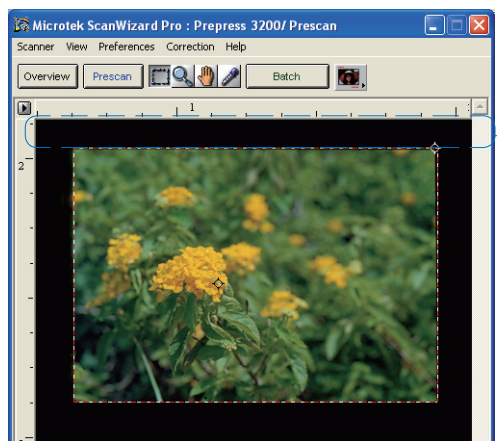 Microtek ScanWizard Pro : Prepress 3200/ Prescan
Scanner View Preferences Correction Help
Overview Prescan Batch
1
2